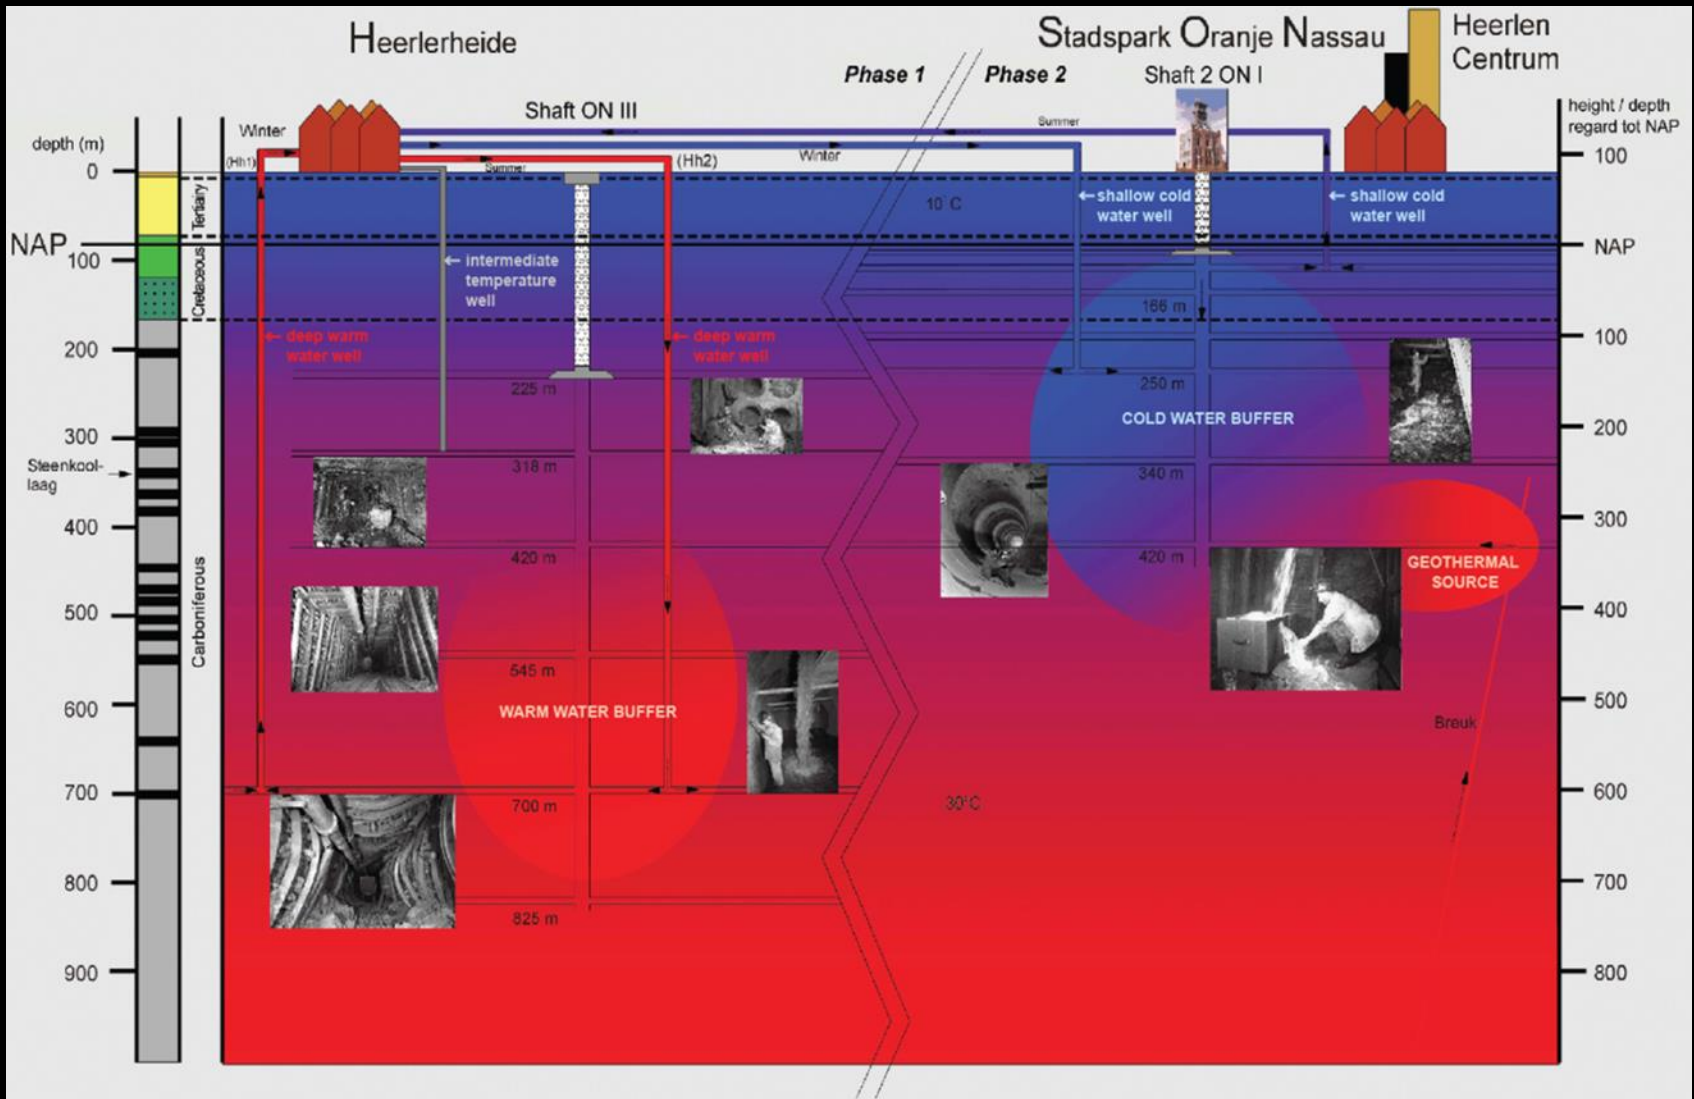 Heerlerheide
Stadspark Oranje Nassau
Heerlen
Centrum
Phase 1
Phase 2
Shaft 2 ON I
Shaft ON III
height / depth
regard tot NAP
depth (m)
Winter
Summer
(Hh1)
Summer
(Hh2)
Winter
0
100
200
300
400
500
600
700
800
900
NAP
Steenkool-
laag
Tertiairy
Cretaceous
Carboniferous
100
NAP
100
200
300
400
500
600
700
800
10°C
← shallow cold
water well
← shallow cold
water well
← intermediate
temperature
well
← deep warm
water well
← deep warm
water well
166 m
225 m
250 m
COLD WATER BUFFER
318 m
340 m
420 m
420 m
GEOTHERMAL
SOURCE
545 m
WARM WATER BUFFER
Breuk
700 m
30°C
825 m